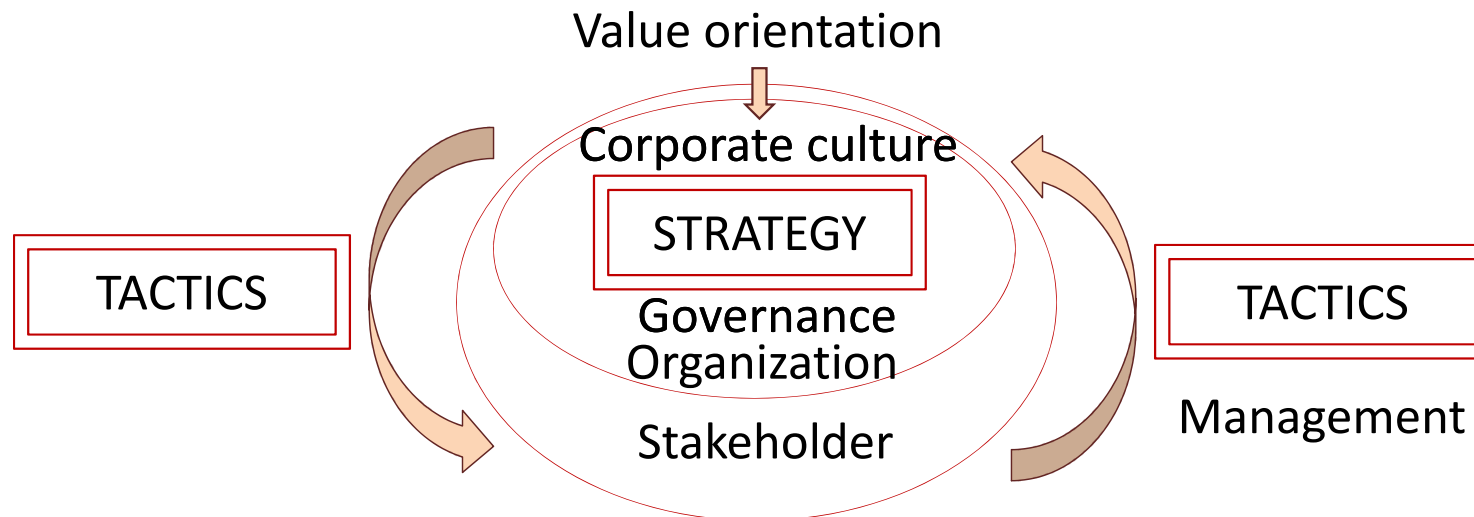 Value orientation
Corporate culture
STRATEGY
TACTICS
TACTICS
Governance
Organization
Management
Stakeholder